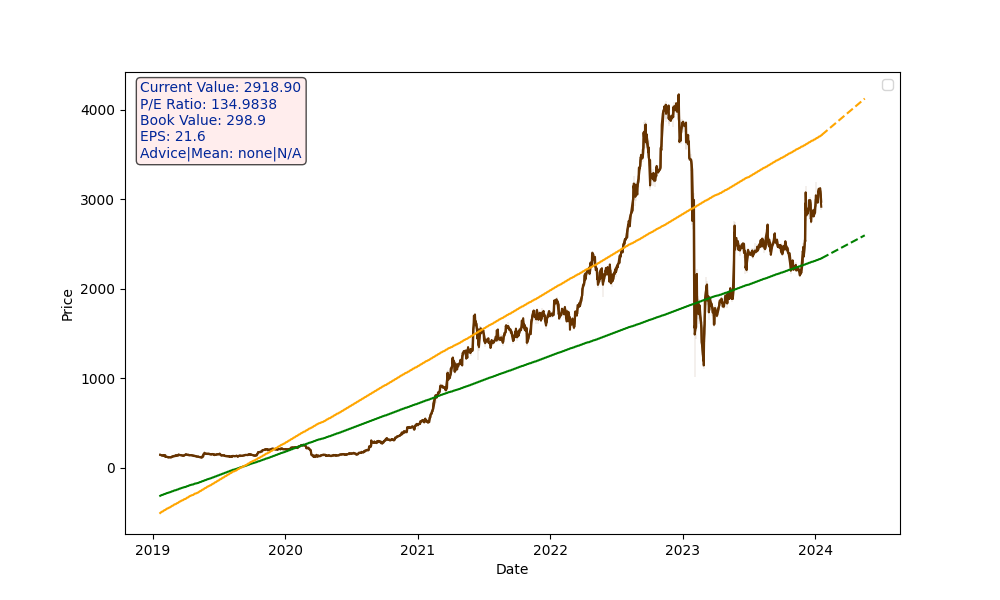 Current Value: 2918.90
P/E Ratio: 134.9838
Book Value: 298.9
EPS: 21.6
Advice|Mean: none|N/A
4000
3000
2000
1000
0
Price
2019
2020
2021
2022
2023
2024
Date